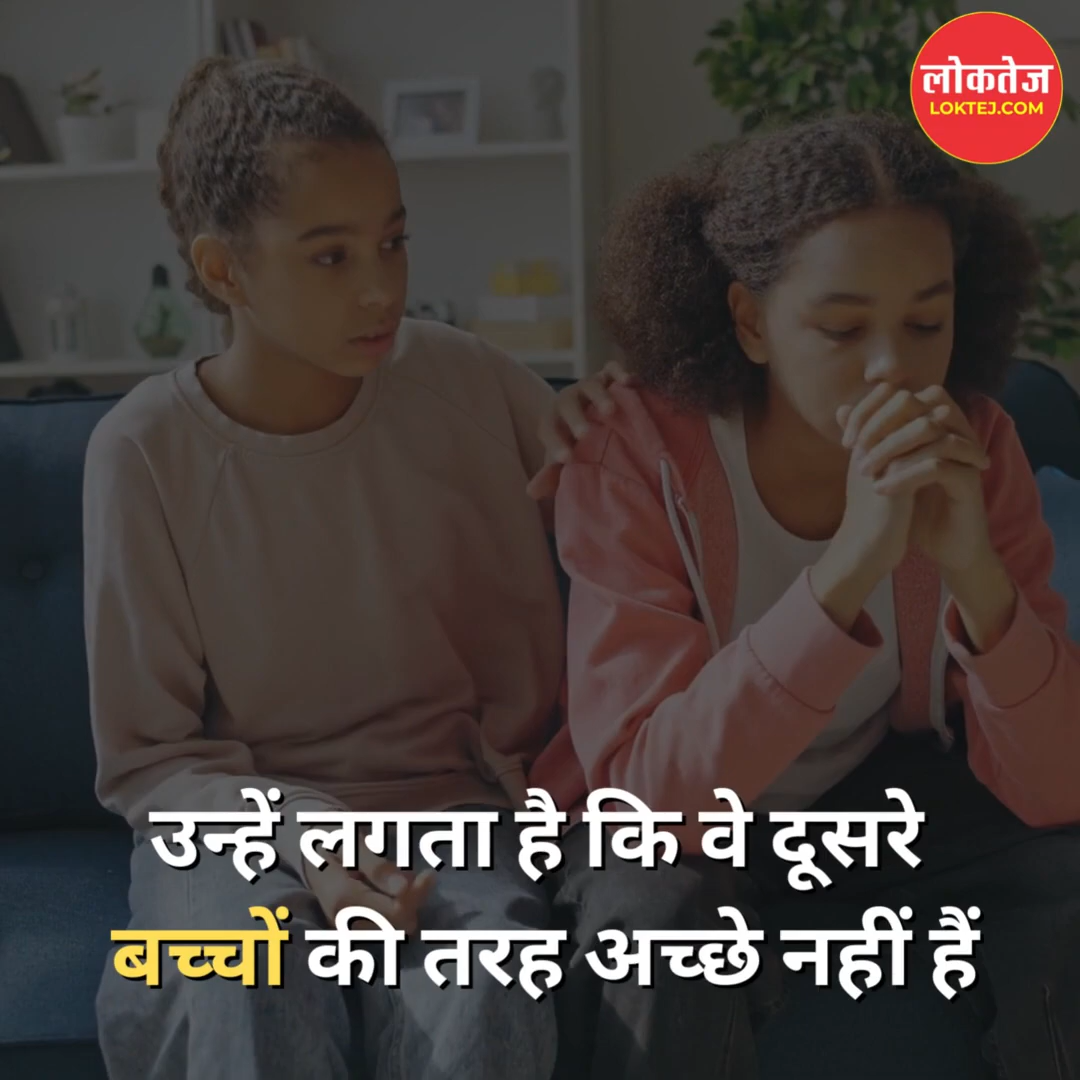 लोकतेज
LOKTEJ.COM
उन्हें लगता है कि वे दूसरे
बच्चों की तरह अच्छे नहीं हैं